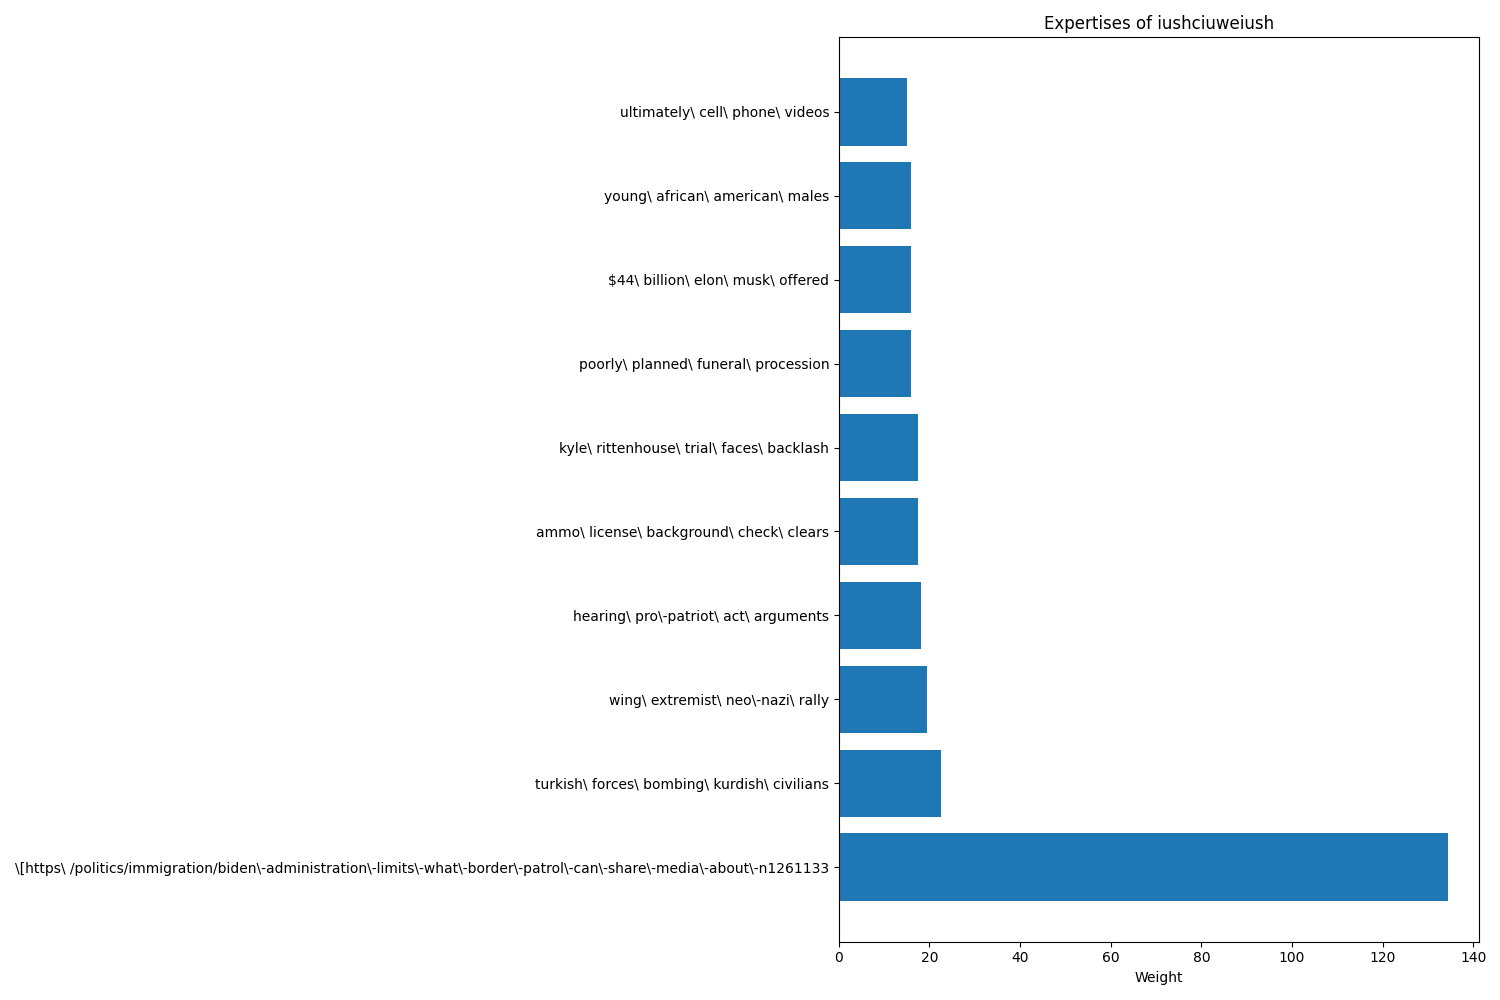 Expertises of iushciuweiush
ultimately\ cell\ phone\ videos
young\ african\ american\ males
$44\ billion\ elon\ musk\ offered
poorly\ planned\ funeral\ procession
kyle\ rittenhouse\ trial\ faces\ backlash
ammo\ license\ background\ check\ clears
hearing\ pro\-patriot\ act\ arguments
wing\ extremist\ neo\-nazi\ rally
turkish\ forces\ bombing\ kurdish\ civilians
\[https\ /politics/immigration/biden\-administration\-limits\-what\-border\-patrol\-can\-share\-media\-about\-n1261133
0 20 40 60 80 100 120 140
Weight